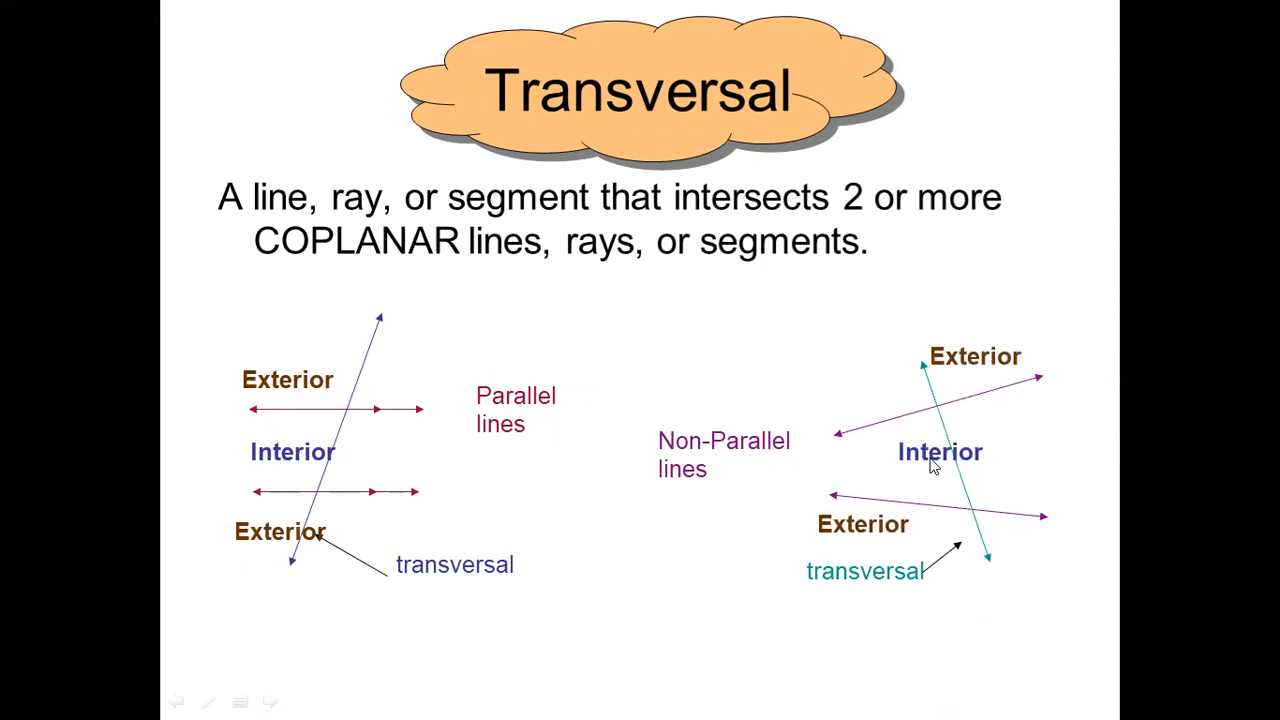 Transversal
A line, ray, or segment that intersects 2 or more
COPLANAR lines, rays, or segments.
Exterior
Parallel
lines
Interior
Exterior
transversal
Exterior
Non-Parallel
lines
Interior
Exterior
transversal